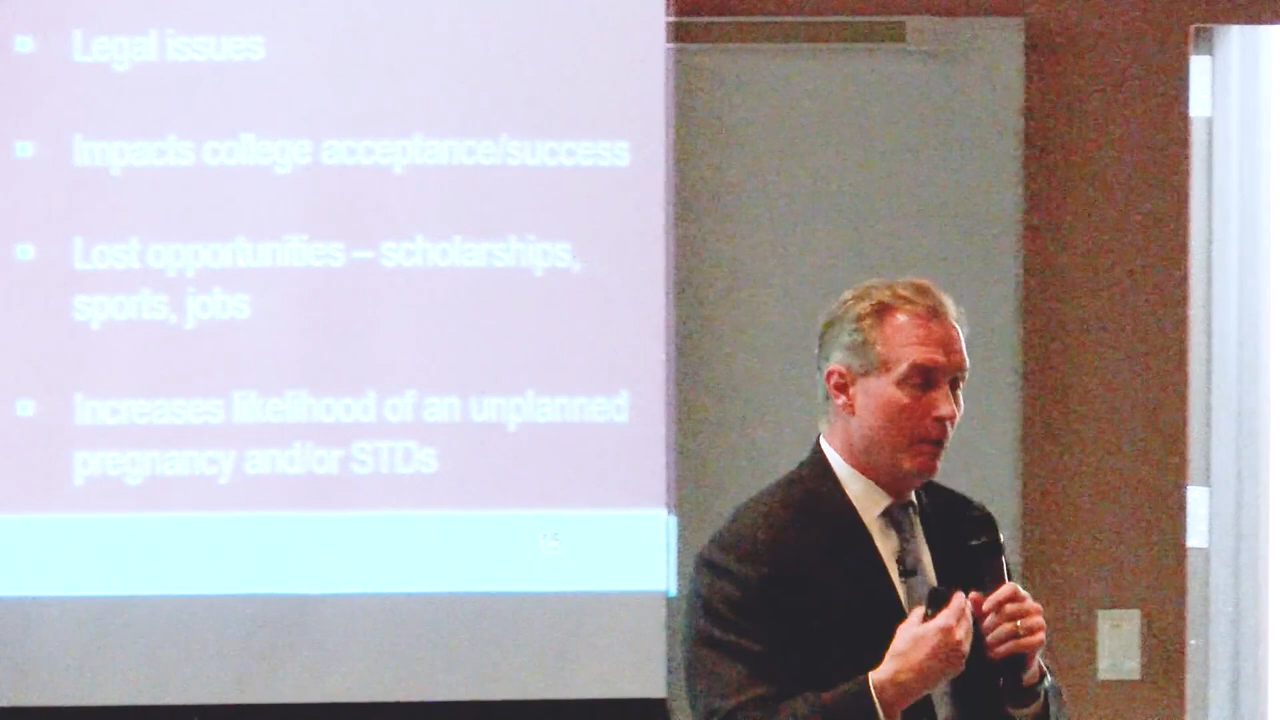 Legal issues
Impacts college acceptance/success
Lost opportunities – scholarships,
sports, jobs
Increases likelihood of an unplanned
pregnancy and/or STDs